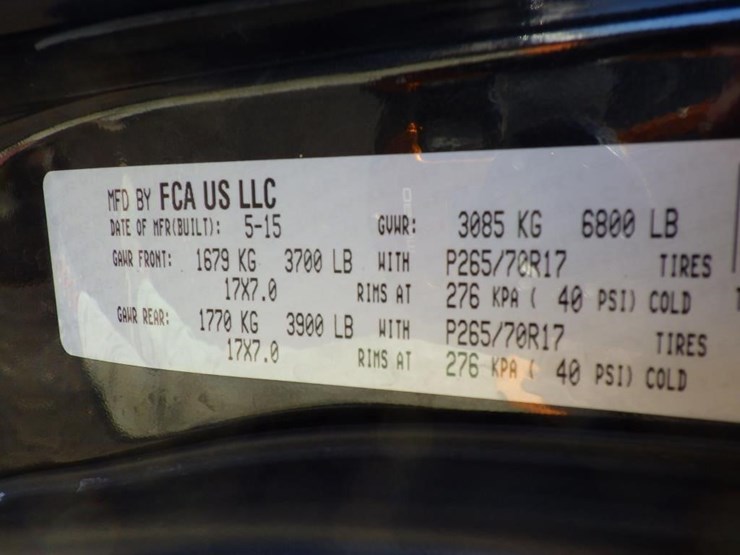 MFD BY FCA US LLC
DATE OF MFR(BUILT): 5-15 GVWR: 3085 KG 6800 LB
GAWR FRONT: 1679 KG 3700 LB WITH P265/70R17 TIRES
17X7.0 RIMS AT 276 KPA ( 40 PSI) COLD
GAWR REAR: 1770 KG 3900 LB WITH P265/70R17 TIRES
17X7.0 RIMS AT 276 KPA ( 40 PSI) COLD